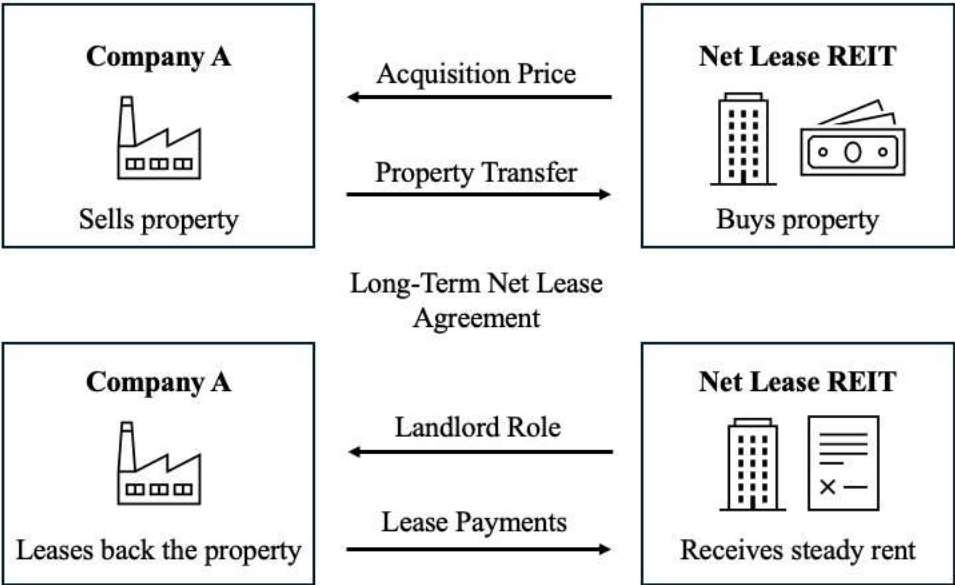 Company A
Acquisition Price
Net Lease REIT
Property Transfer
Sells property
Buys property
Long-Term Net Lease
Agreement
Company A
Landlord Role
Net Lease REIT
Lease Payments
Leases back the property
Receives steady rent